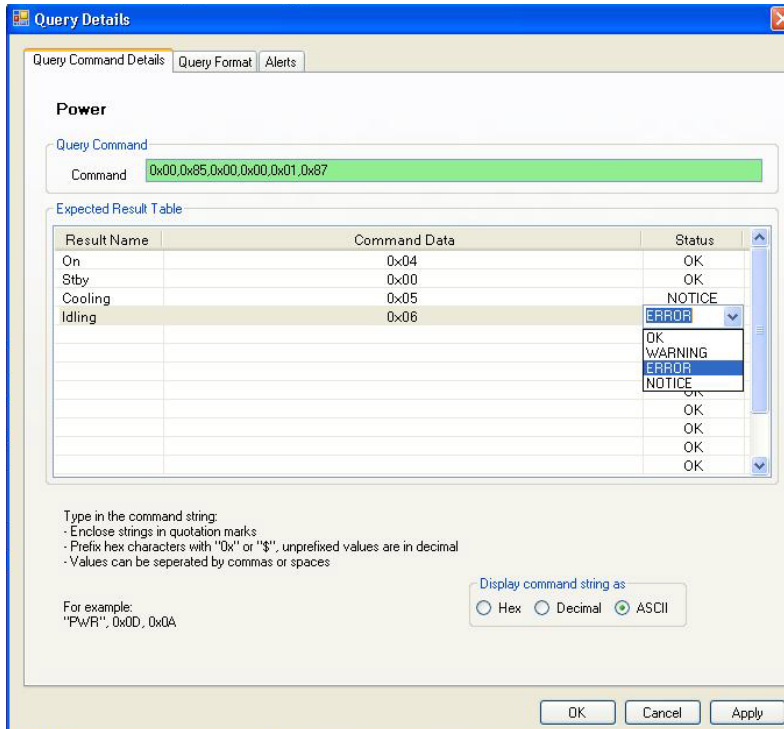 Query Details
Query Command Details Query Format Alerts
Power
Query Command
Command 0x00,0x85,0x00,0x00,0x01,0x87
Expected Result Table
Result Name Command Data Status
On 0x04 OK
Stby 0x00 OK
Cooling 0x05 NOTICE
Idling 0x06 ERROR
OK
WARNING
ERROR
NOTICE
OK
OK
OK
OK
OK
Type in the command string:
- Enclose strings in quotation marks
- Prefix hex characters with "0x" or "$", unprefixed values are in decimal
- Values can be seperated by commas or spaces
Display command string as
Hex Decimal ASCII
For example:
"PWR", 0x0D, 0x0A
OK Cancel Apply